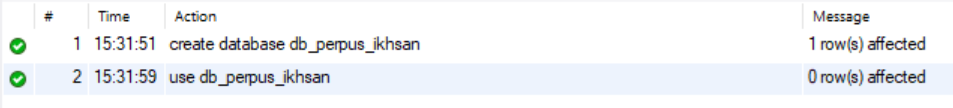 # Time Action Message
1 15:31:51 create database db_perpus_ikhsan 1 row(s) affected
2 15:31:59 use db_perpus_ikhsan 0 row(s) affected